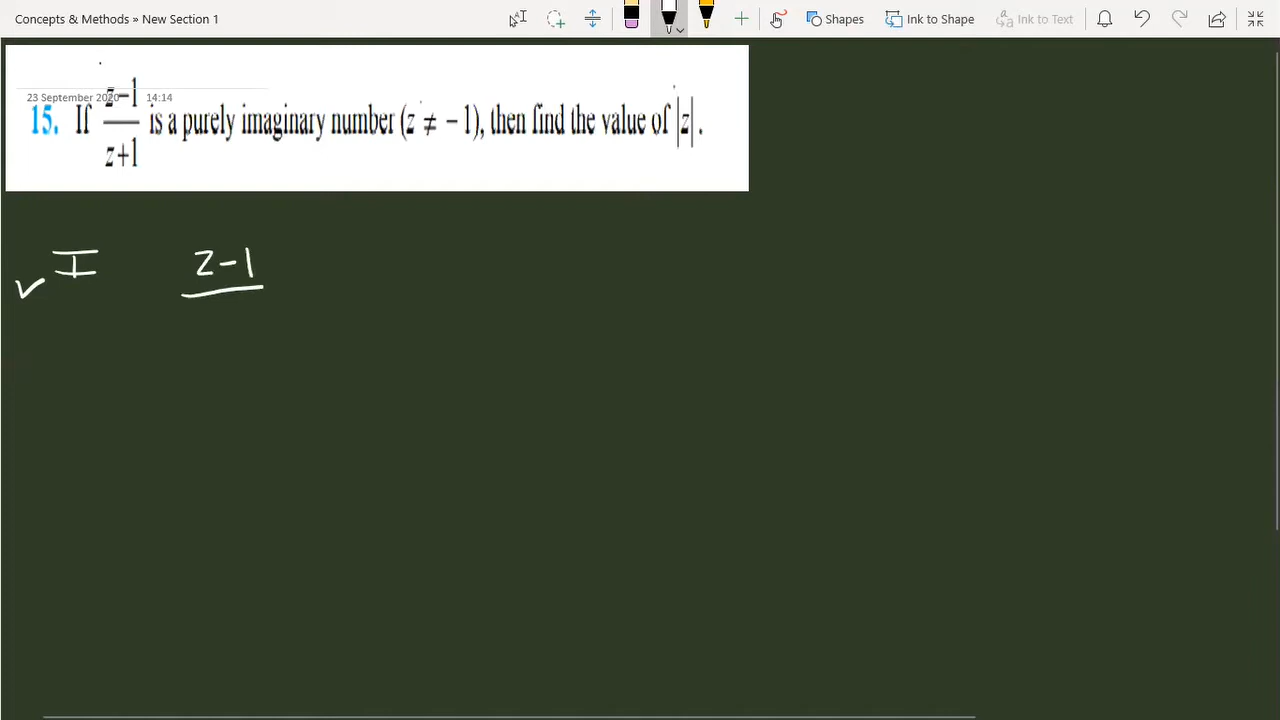 Concepts & Methods » New Section 1
Shapes
Ink to Shape
Ink to Text
23 September 2020 14:14
15. If z−1/z+1 is a purely imaginary number (z ≠ − 1), then find the value of |z|.
I z-1